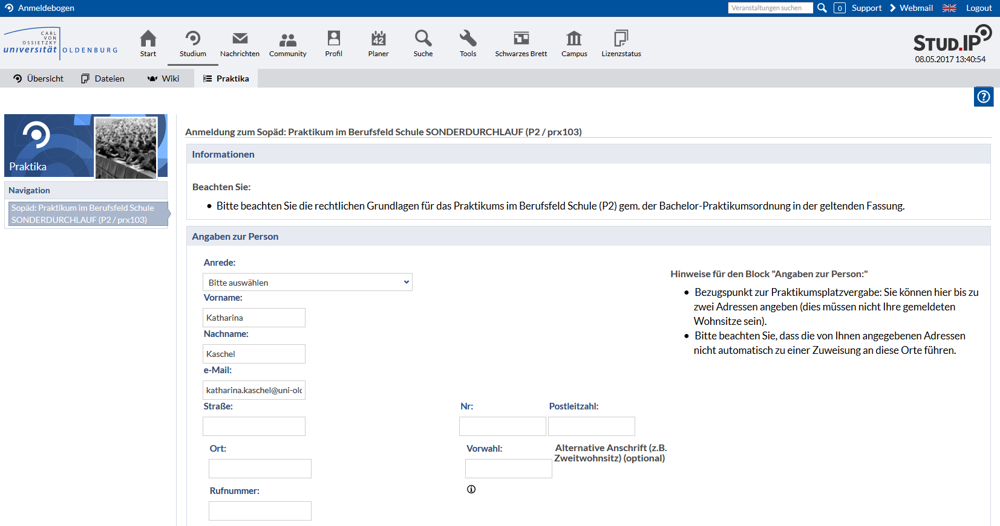 Anmeldebogen
Veranstaltungen suchen
0
Support
Webmail
Logout
CARL
VON
OSSIETZKY
universität OLDENBURG
Start
Studium
Nachrichten
Community
Profil
42
Planer
Suche
Tools
Schwarzes Brett
Campus
Lizenzstatus
STUD.IP
08.05.2017 13:40:54
Übersicht
Dateien
Wiki
Praktika
Praktika
Navigation
Sopäd: Praktikum im Berufsfeld Schule
SONDERDURCHLAUF (P2 / prx103)
Anmeldung zum Sopäd: Praktikum im Berufsfeld Schule SONDERDURCHLAUF (P2 / prx103)
Informationen
Beachten Sie:
• Bitte beachten Sie die rechtlichen Grundlagen für das Praktikums im Berufsfeld Schule (P2) gem. der Bachelor-Praktikumsordnung in der geltenden Fassung.
Angaben zur Person
Anrede:
Bitte auswählen
Vorname:
Katharina
Nachname:
Kaschel
e-Mail:
katharina.kaschel@uni-old
Straße:
Nr:
Postleitzahl:
Ort:
Vorwahl:
Alternative Anschrift (z.B.
Zweitwohnsitz) (optional)
Rufnummer:
Hinweise für den Block "Angaben zur Person:"
• Bezugspunkt zur Praktikumsplatzvergabe: Sie können hier bis zu
zwei Adressen angeben (dies müssen nicht Ihre gemeldeten
Wohnsitze sein).
• Bitte beachten Sie, dass die von Ihnen angegebenen Adressen
nicht automatisch zu einer Zuweisung an diese Orte führen.